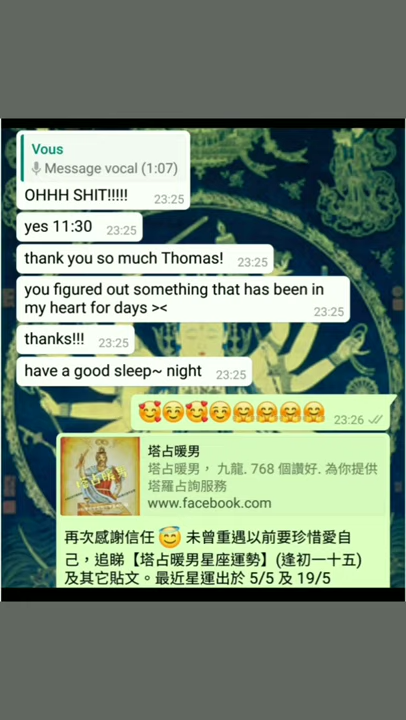 Vous
Message vocal (1:07)
OHHH SHIT!!!!! 23:25
yes 11:30 23:25
thank you so much Thomas! 23:25
you figured out something that has been in
my heart for days >< 23:25
thanks!!! 23:25
have a good sleep~ night 23:25
🥰☺️🥰☺️🤗🤗🤗🤗 23:26
塔占暖男
塔占暖男, 九龍. 768 個讚好. 為你提供
塔羅占詢服務
www.facebook.com
再次感謝信任 😇 未曾重遇以前要珍惜愛自
己，追睇【塔占暖男星座運勢】(逢初一十五)
及其它貼文。最近星運出於 5/5 及 19/5